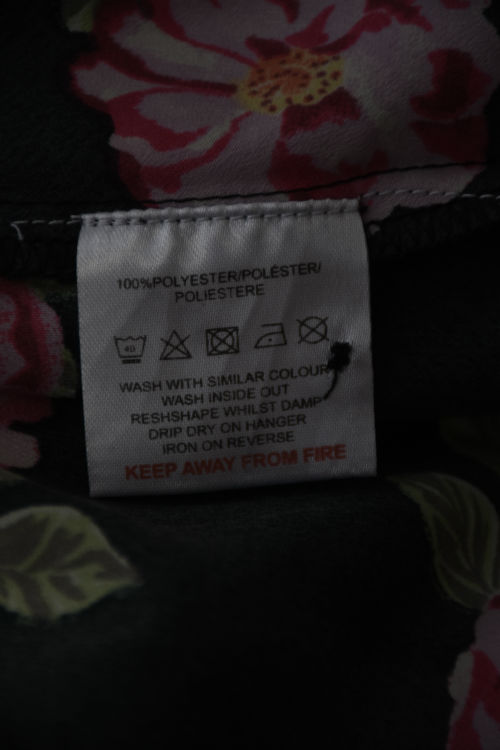 100%POLYESTER/POLÉSTER/
POLIESTERE
40
WASH WITH SIMILAR COLOUR
WASH INSIDE OUT
RESHSHAPE WHILST DAMP
DRIP DRY ON HANGER
IRON ON REVERSE
KEEP AWAY FROM FIRE